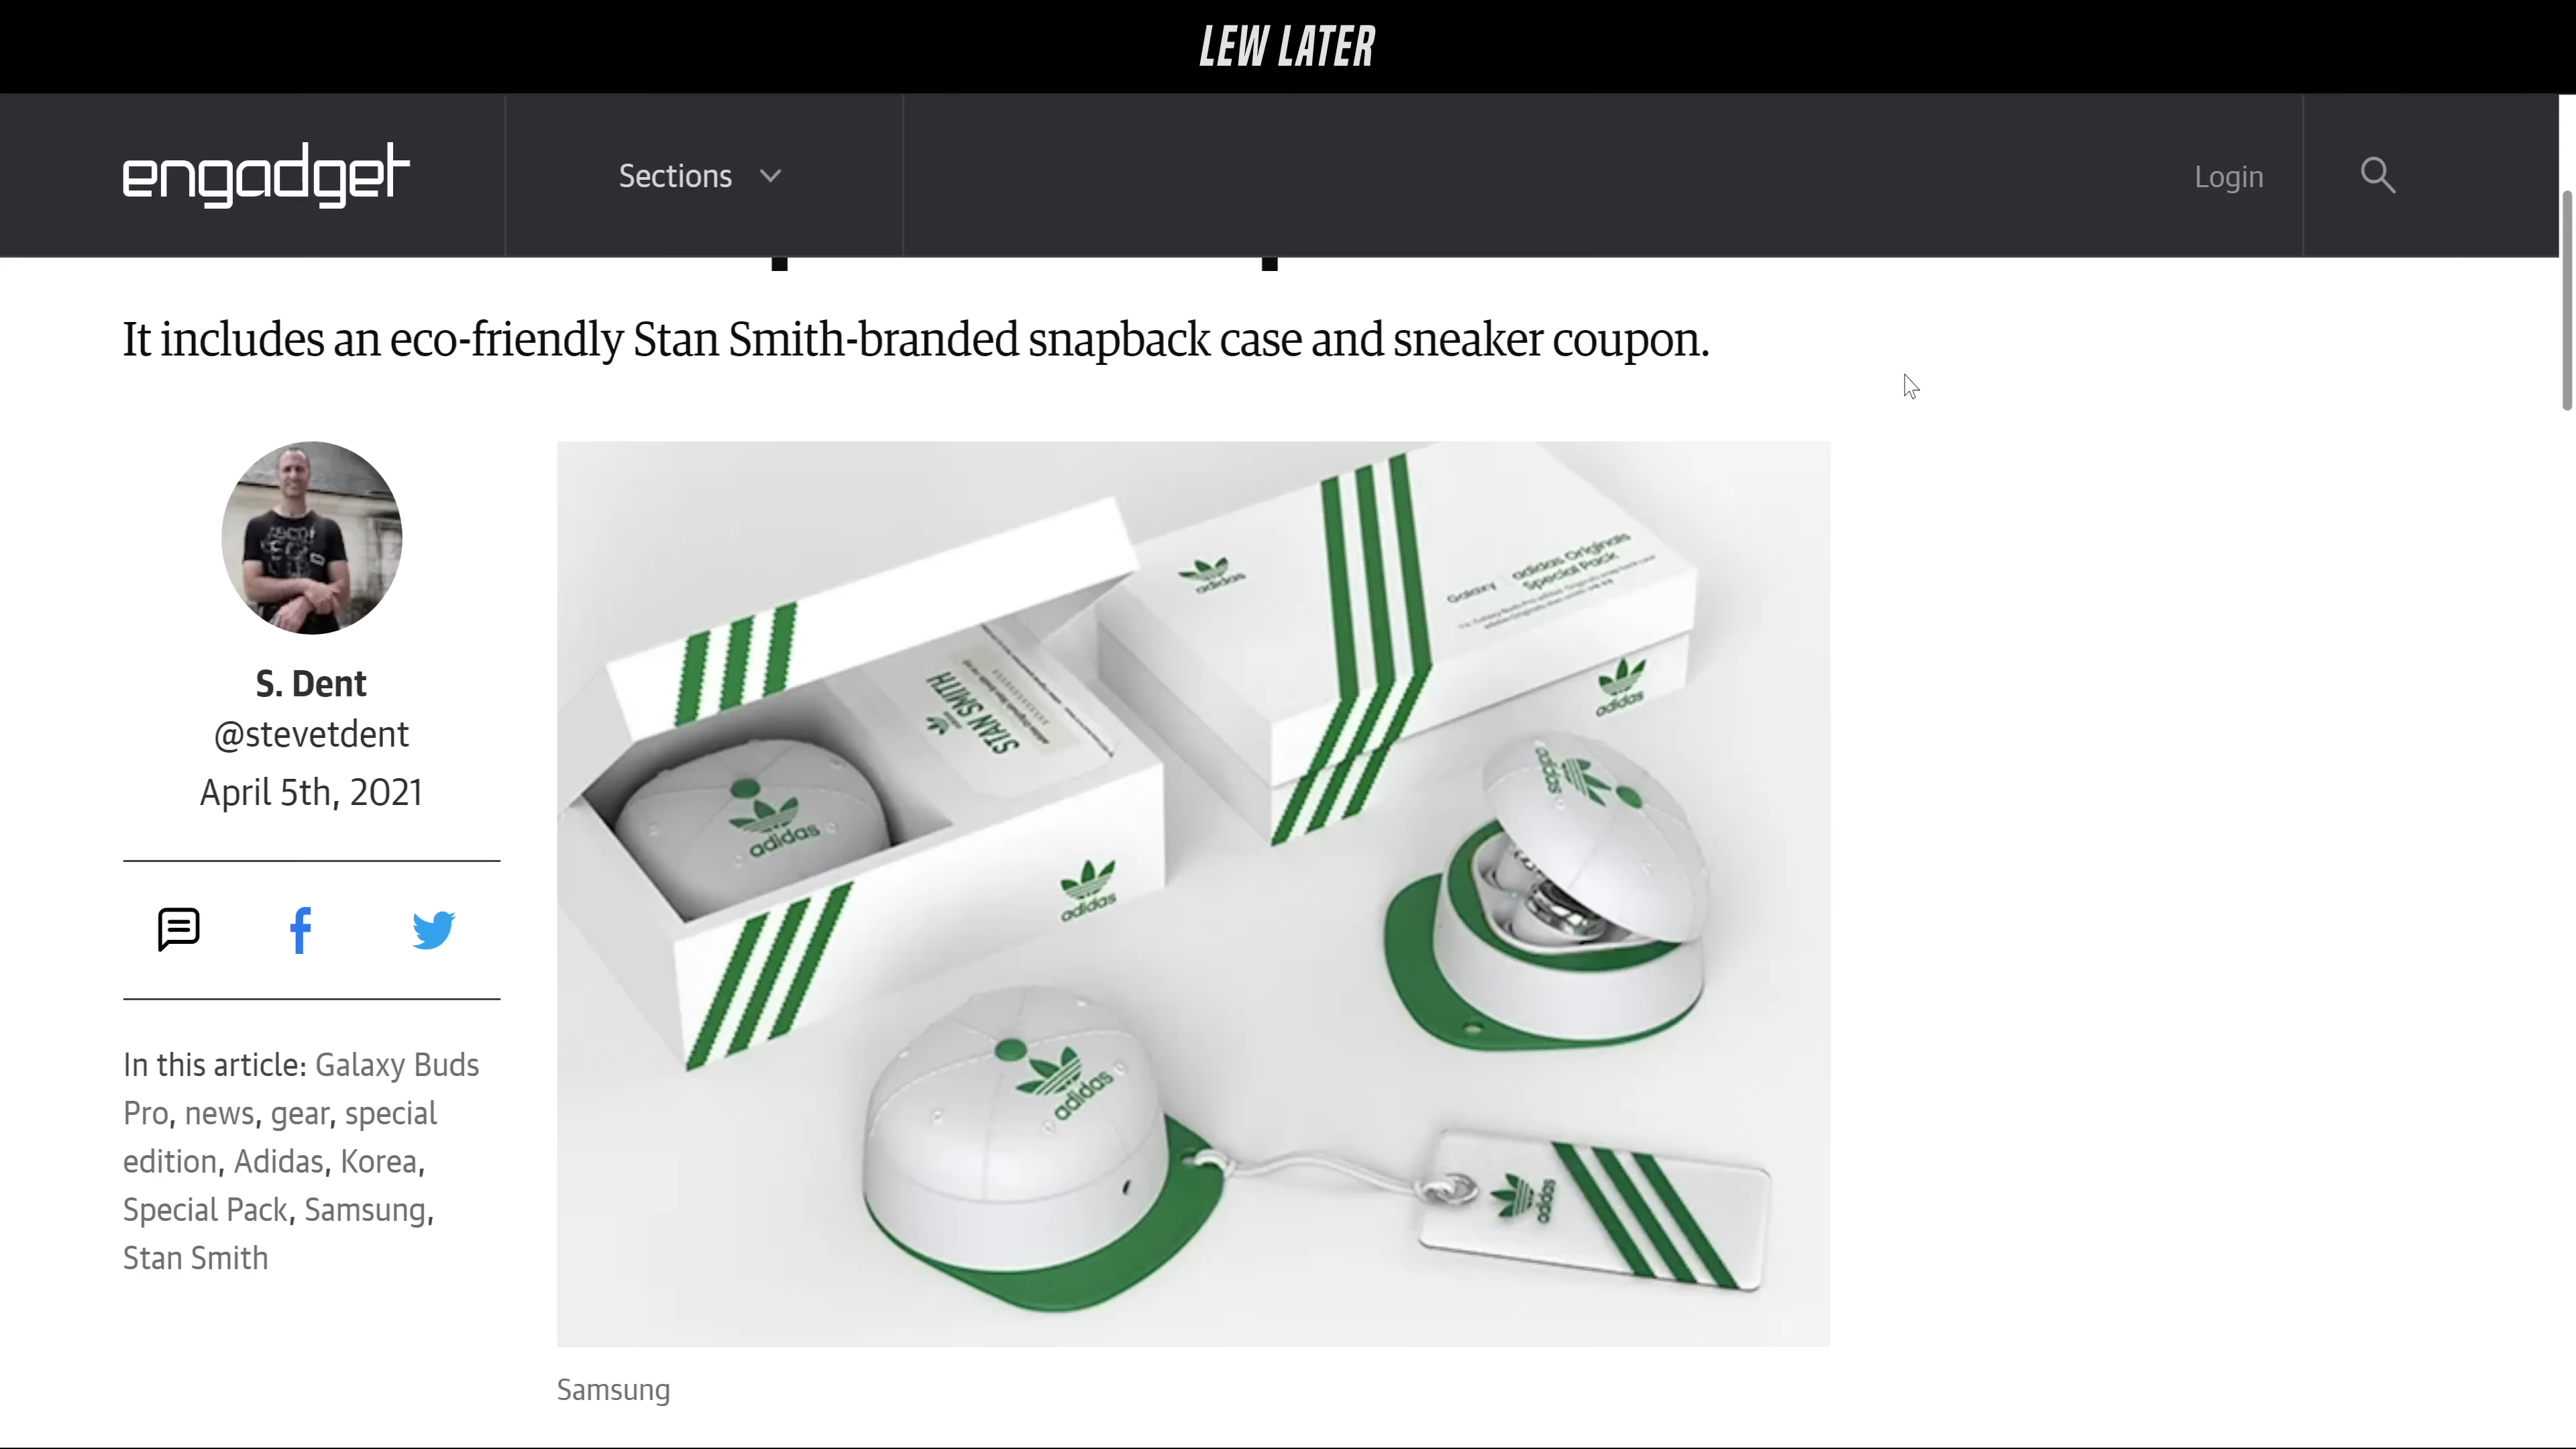 LEW LATER
engadget
Sections
Login
It includes an eco-friendly Stan Smith-branded snapback case and sneaker coupon.
S. Dent
@stevetdent
April 5th, 2021
In this article: Galaxy Buds
Pro, news, gear, special
edition, Adidas, Korea,
Special Pack, Samsung,
Stan Smith
adidas
Galaxy
adidas Originals
Special Pack
adidas
STAN SMITH
adidas
adidas
adidas
adidas
adidas
Samsung